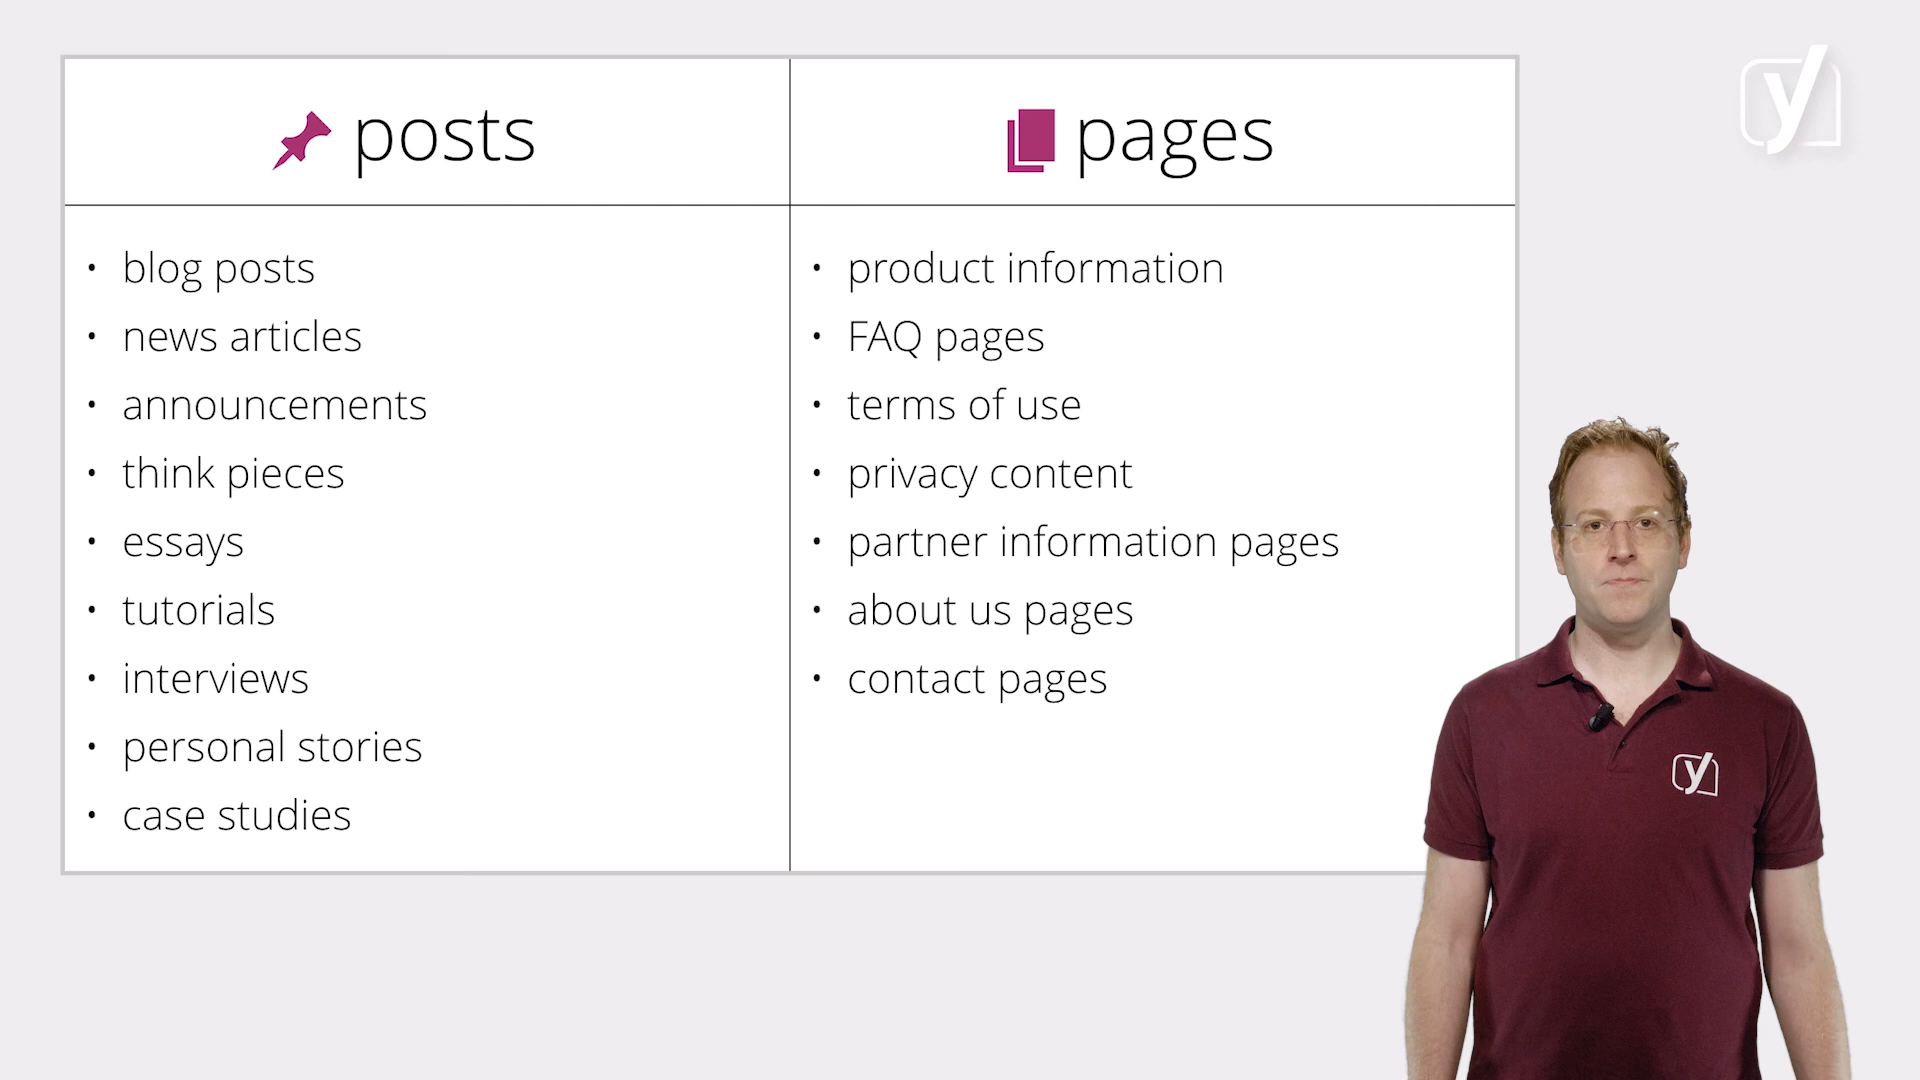 posts
pages
blog posts
news articles
announcements
think pieces
essays
tutorials
interviews
personal stories
case studies
product information
FAQ pages
terms of use
privacy content
partner information pages
about us pages
contact pages
y
y